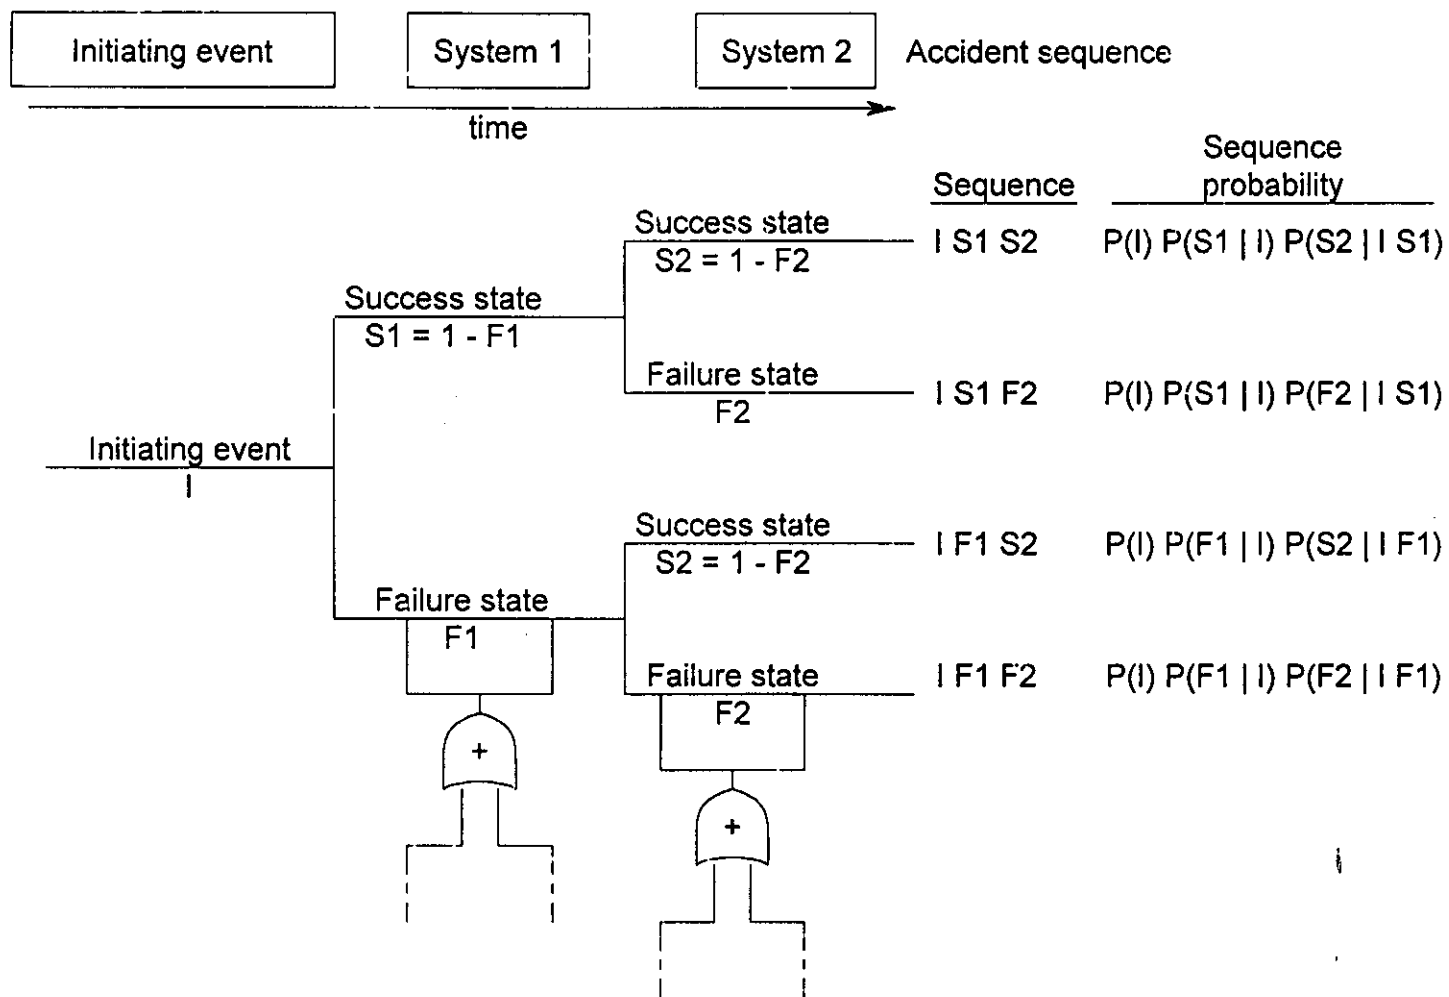 Initiating event
System 1
System 2
Accident sequence
time
Sequence
Sequence
probability
Success state
S2 = 1 - F2
I S1 S2
P(I) P(S1 | I) P(S2 | I S1)
Success state
S1 = 1 - F1
Failure state
F2
I S1 F2
P(I) P(S1 | I) P(F2 | I S1)
Initiating event
I
Success state
S2 = 1 - F2
I F1 S2
P(I) P(F1 | I) P(S2 | I F1)
Failure state
F1
Failure state
F2
I F1 F2
P(I) P(F1 | I) P(F2 | I F1)
+
+